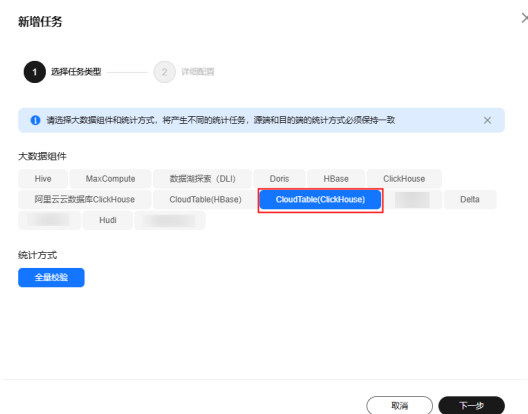 新增任务
1 选择任务类型 2 详细配置
请选择大数据组件和统计方式，将产生不同的统计任务，源端和目的端的统计方式必须保持一致
大数据组件
Hive MaxCompute 数据湖探索（DLI） Doris HBase ClickHouse
阿里云云数据库ClickHouse CloudTable(HBase) CloudTable(ClickHouse) Delta
Hudi
统计方式
全量校验
取消 下一步